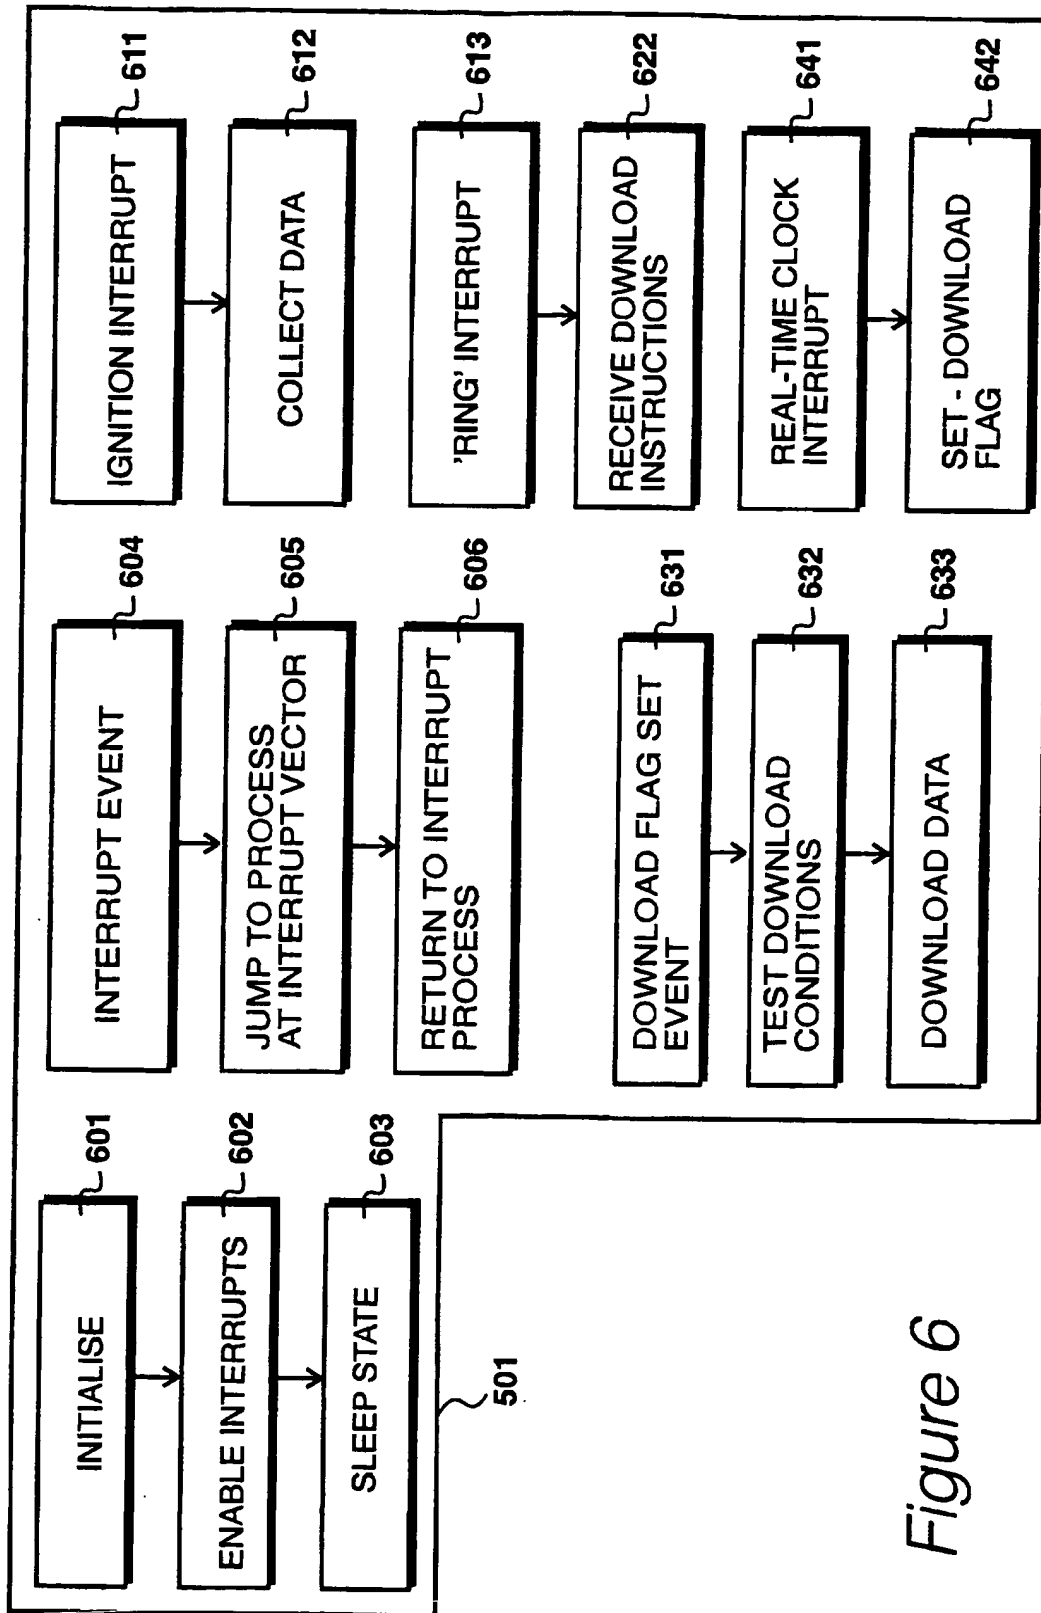 INITIALISE
601
ENABLE INTERRUPTS
602
SLEEP STATE
603
501
INTERRUPT EVENT
604
JUMP TO PROCESS
AT INTERRUPT VECTOR
605
RETURN TO INTERRUPT
PROCESS
606
DOWNLOAD FLAG SET
EVENT
631
TEST DOWNLOAD
CONDITIONS
632
DOWNLOAD DATA
633
IGNITION INTERRUPT
611
COLLECT DATA
612
'RING' INTERRUPT
613
RECEIVE DOWNLOAD
INSTRUCTIONS
622
REAL-TIME CLOCK
INTERRUPT
641
SET - DOWNLOAD
FLAG
642
Figure 6